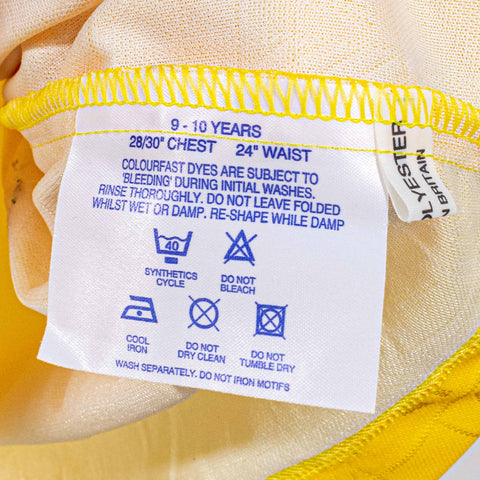 9 - 10 YEARS
28/30" CHEST 24" WAIST
COLOURFAST DYES ARE SUBJECT TO
'BLEEDING' DURING INITIAL WASHES.
RINSE THOROUGHLY. DO NOT LEAVE FOLDED
WHILST WET OR DAMP. RE-SHAPE WHILE DAMP
40
SYNTHETICS
CYCLE
DO NOT
BLEACH
COOL
IRON
DO NOT
DRY CLEAN
DO NOT
TUMBLE DRY
WASH SEPARATELY. DO NOT IRON MOTIFS
OLYESTER
N BRITAIN